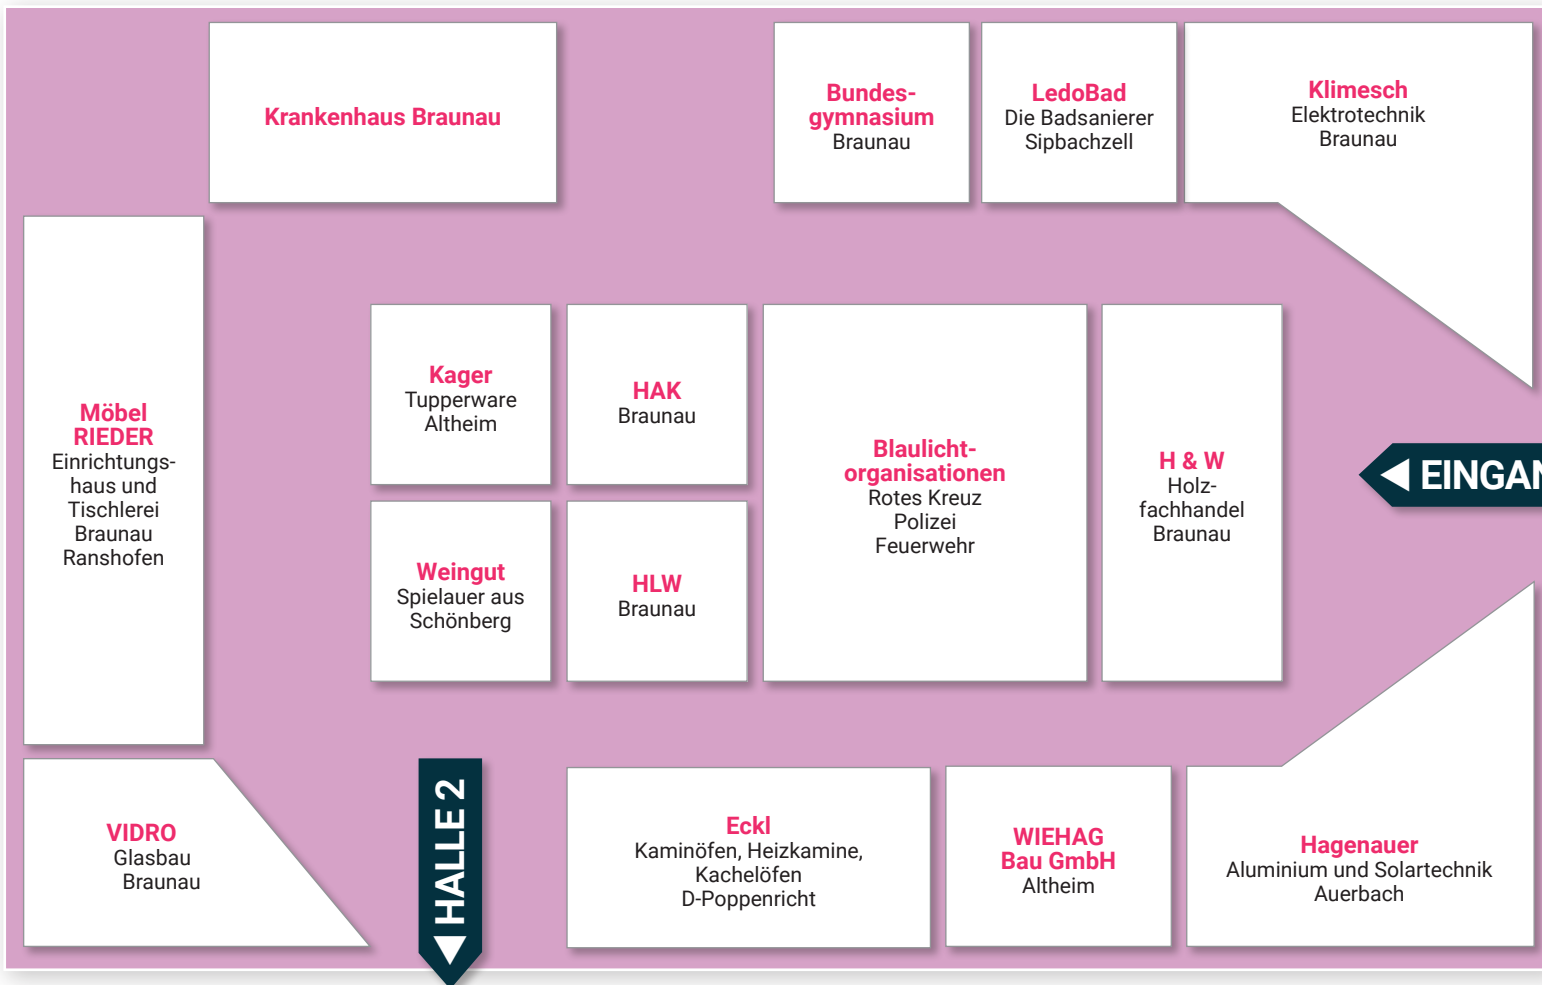 Krankenhaus Braunau
Bundes-
gymnasium
Braunau
LedoBad
Die Badsanierer
Sipbachzell
Klimesch
Elektrotechnik
Braunau
Möbel
RIEDER
Einrichtungs-
haus und
Tischlerei
Braunau
Ranshofen
Kager
Tupperware
Altheim
HAK
Braunau
Blaulicht-
organisationen
Rotes Kreuz
Polizei
Feuerwehr
H & W
Holz-
fachhandel
Braunau
EINGAN
Weingut
Spielauer aus
Schönberg
HLW
Braunau
VIDRO
Glasbau
Braunau
HALLE 2
Eckl
Kaminöfen, Heizkamine,
Kachelöfen
D-Poppenricht
WIEHAG
Bau GmbH
Altheim
Hagenauer
Aluminium und Solartechnik
Auerbach